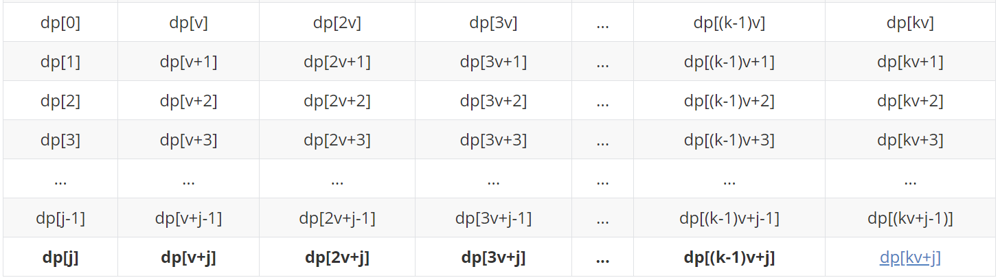 dp[0] dp[v] dp[2v] dp[3v] ... dp[(k-1)v] dp[kv]
dp[1] dp[v+1] dp[2v+1] dp[3v+1] ... dp[(k-1)v+1] dp[kv+1]
dp[2] dp[v+2] dp[2v+2] dp[3v+2] ... dp[(k-1)v+2] dp[kv+2]
dp[3] dp[v+3] dp[2v+3] dp[3v+3] ... dp[(k-1)v+3] dp[kv+3]
... ... ... ... ... ... ...
dp[j-1] dp[v+j-1] dp[2v+j-1] dp[3v+j-1] ... dp[(k-1)v+j-1] dp[(kv+j-1)]
dp[j] dp[v+j] dp[2v+j] dp[3v+j] ... dp[(k-1)v+j] dp[kv+j]